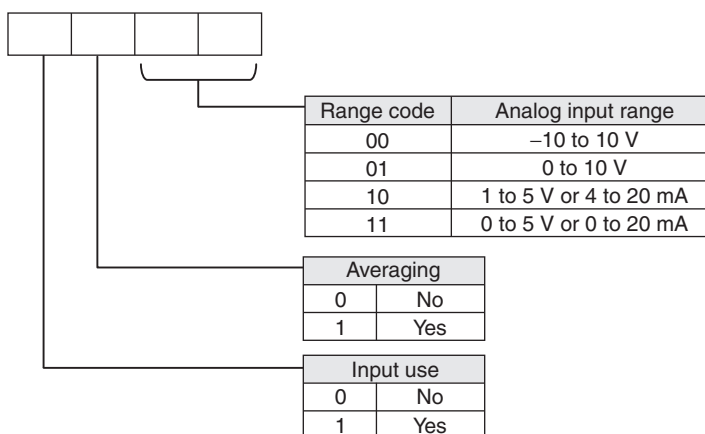 Range code Analog input range
00 −10 to 10 V
01 0 to 10 V
10 1 to 5 V or 4 to 20 mA
11 0 to 5 V or 0 to 20 mA
Averaging
0 No
1 Yes
Input use
0 No
1 Yes